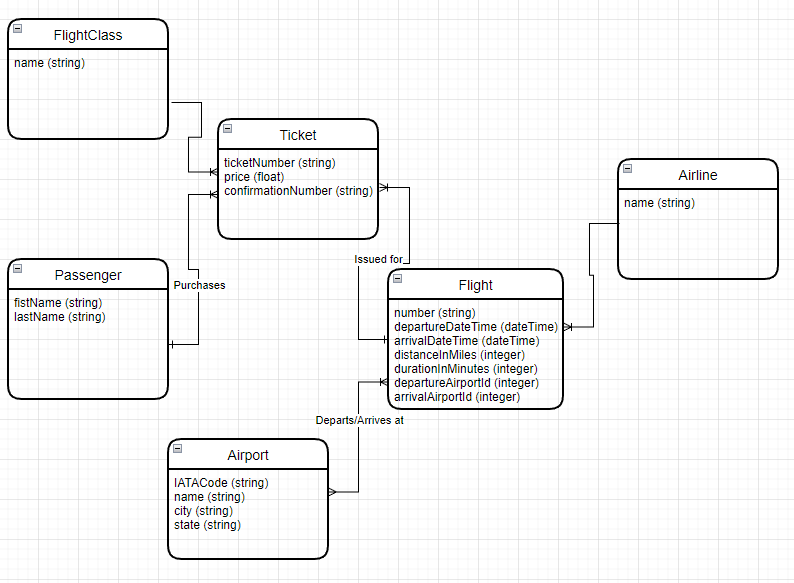 FlightClass
name (string)
Ticket
ticketNumber (string)
price (float)
confirmationNumber (string)
Airline
name (string)
Passenger
fistName (string)
lastName (string)
Purchases
Issued for
Flight
number (string)
departureDateTime (dateTime)
arrivalDateTime (dateTime)
distanceInMiles (integer)
durationInMinutes (integer)
departureAirportId (integer)
arrivalAirportId (integer)
Departs/Arrives at
Airport
IATACode (string)
name (string)
city (string)
state (string)